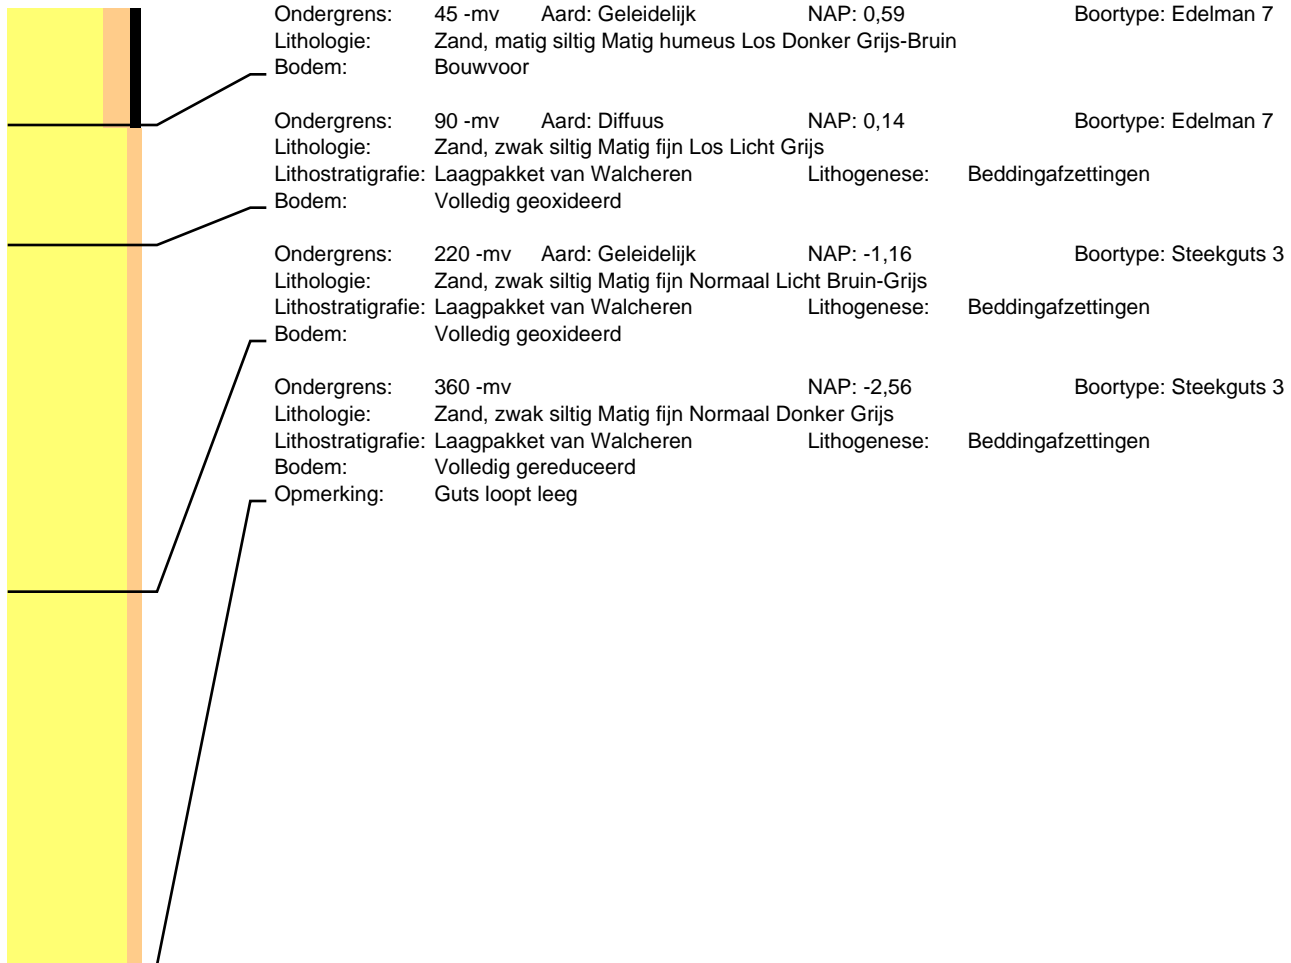 Ondergrens: 45 -mv Aard: Geleidelijk NAP: 0,59 Boortype: Edelman 7
Lithologie: Zand, matig siltig Matig humeus Los Donker Grijs-Bruin
Bodem: Bouwvoor
Ondergrens: 90 -mv Aard: Diffuus NAP: 0,14 Boortype: Edelman 7
Lithologie: Zand, zwak siltig Matig fijn Los Licht Grijs
Lithostratigrafie: Laagpakket van Walcheren Lithogenese: Beddingafzettingen
Bodem: Volledig geoxideerd
Ondergrens: 220 -mv Aard: Geleidelijk NAP: -1,16 Boortype: Steekguts 3
Lithologie: Zand, zwak siltig Matig fijn Normaal Licht Bruin-Grijs
Lithostratigrafie: Laagpakket van Walcheren Lithogenese: Beddingafzettingen
Bodem: Volledig geoxideerd
Ondergrens: 360 -mv NAP: -2,56 Boortype: Steekguts 3
Lithologie: Zand, zwak siltig Matig fijn Normaal Donker Grijs
Lithostratigrafie: Laagpakket van Walcheren Lithogenese: Beddingafzettingen
Bodem: Volledig gereduceerd
Opmerking: Guts loopt leeg